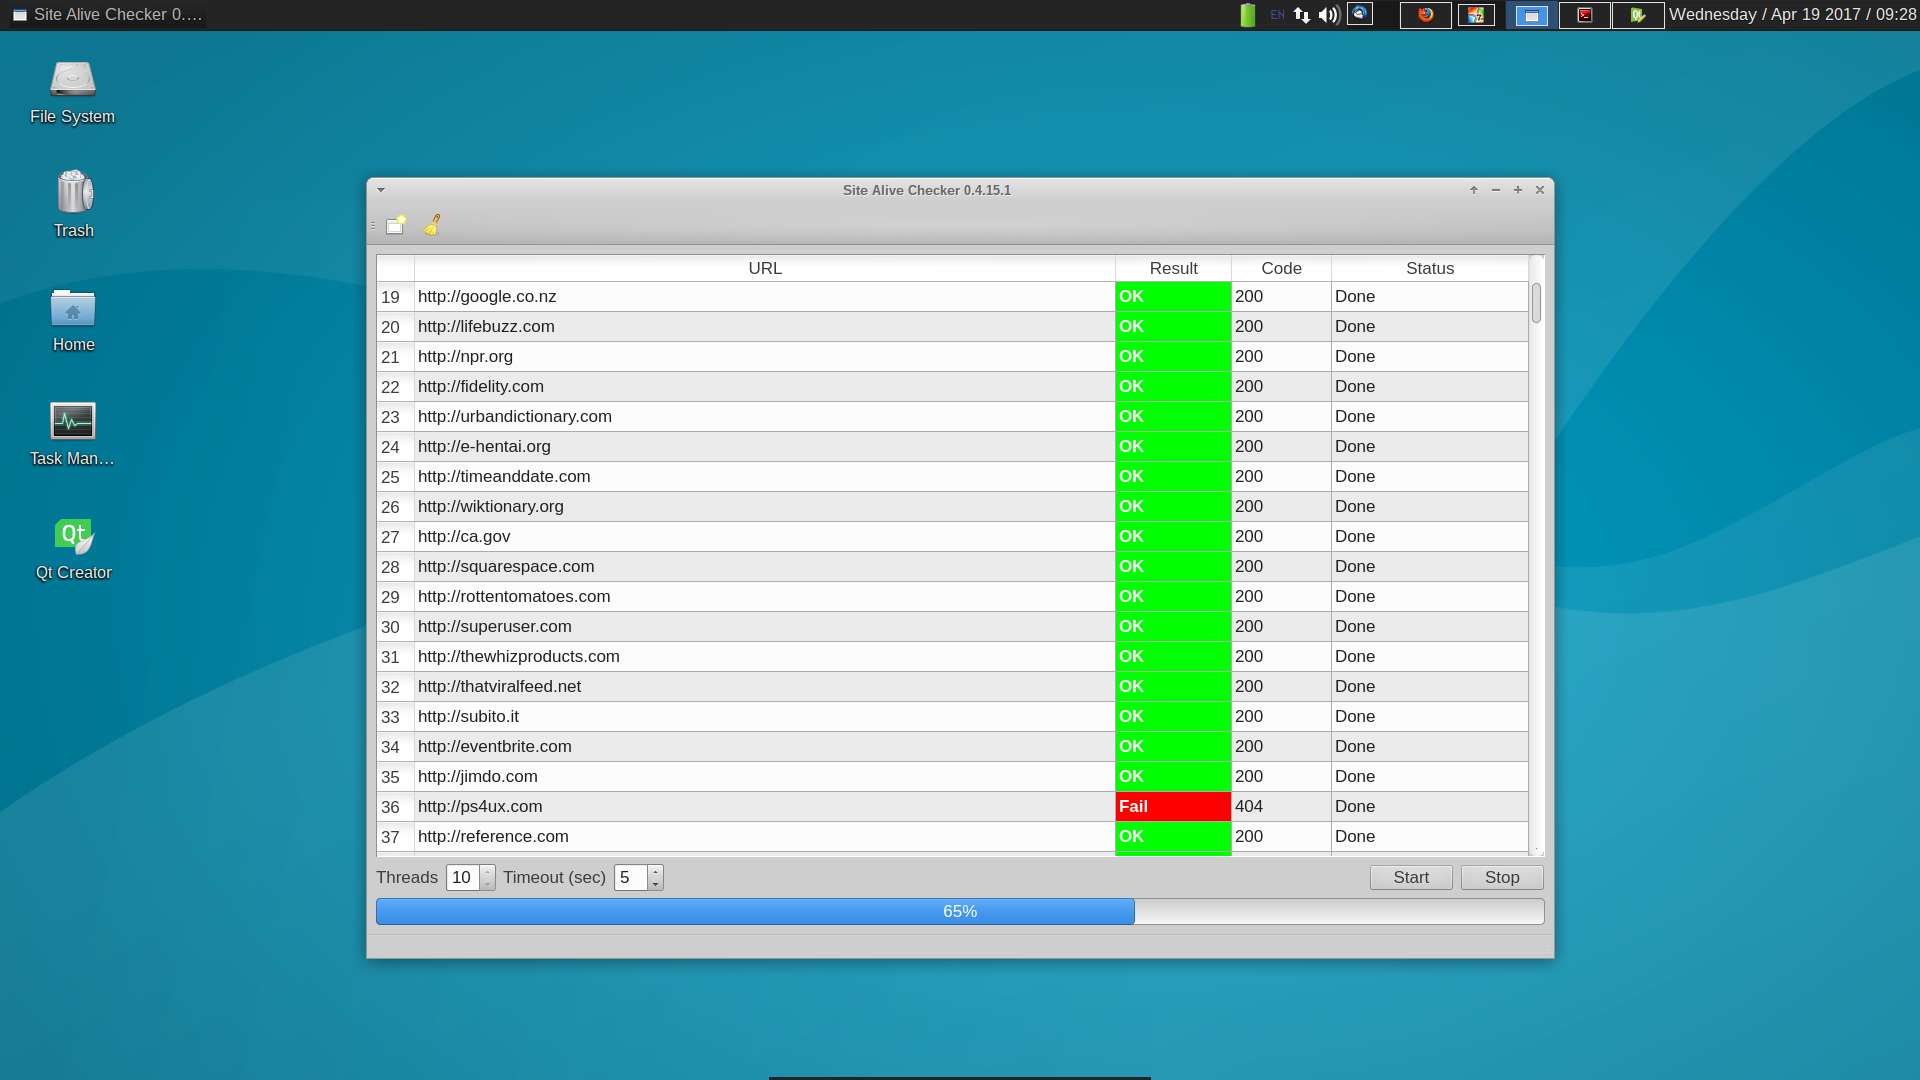 Site Alive Checker 0.... EN Wednesday / Apr 19 2017 / 09:28
File System
Trash
Home
Task Man...
Qt
Qt Creator
Site Alive Checker 0.4.15.1
URL Result Code Status
19 http://google.co.nz OK 200 Done
20 http://lifebuzz.com OK 200 Done
21 http://npr.org OK 200 Done
22 http://fidelity.com OK 200 Done
23 http://urbandictionary.com OK 200 Done
24 http://e-hentai.org OK 200 Done
25 http://timeanddate.com OK 200 Done
26 http://wiktionary.org OK 200 Done
27 http://ca.gov OK 200 Done
28 http://squarespace.com OK 200 Done
29 http://rottentomatoes.com OK 200 Done
30 http://superuser.com OK 200 Done
31 http://thewhizproducts.com OK 200 Done
32 http://thatviralfeed.net OK 200 Done
33 http://subito.it OK 200 Done
34 http://eventbrite.com OK 200 Done
35 http://jimdo.com OK 200 Done
36 http://ps4ux.com Fail 404 Done
37 http://reference.com OK 200 Done
Threads 10 Timeout (sec) 5 Start Stop
65%